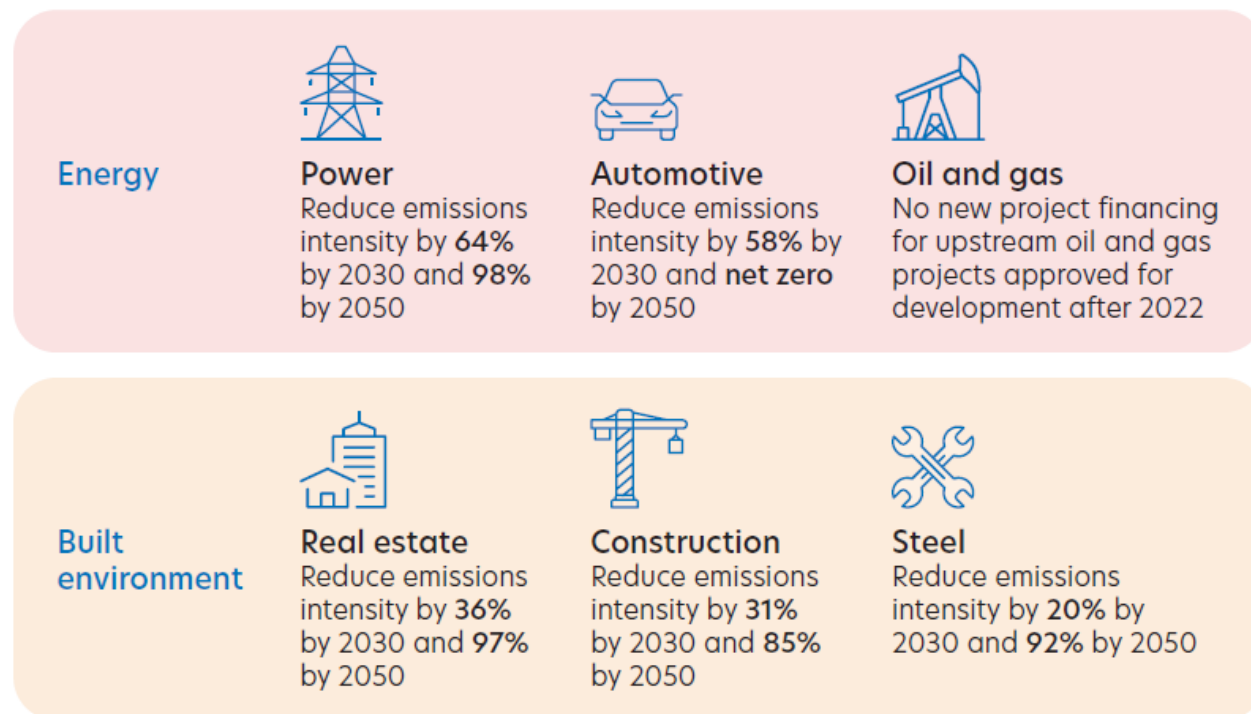 Energy
Power
Reduce emissions
intensity by 64%
by 2030 and 98%
by 2050
Automotive
Reduce emissions
intensity by 58% by
2030 and net zero
by 2050
Oil and gas
No new project financing
for upstream oil and gas
projects approved for
development after 2022
Built
environment
Real estate
Reduce emissions
intensity by 36%
by 2030 and 97%
by 2050
Construction
Reduce emissions
intensity by 31%
by 2030 and 85%
by 2050
Steel
Reduce emissions
intensity by 20% by
2030 and 92% by 2050